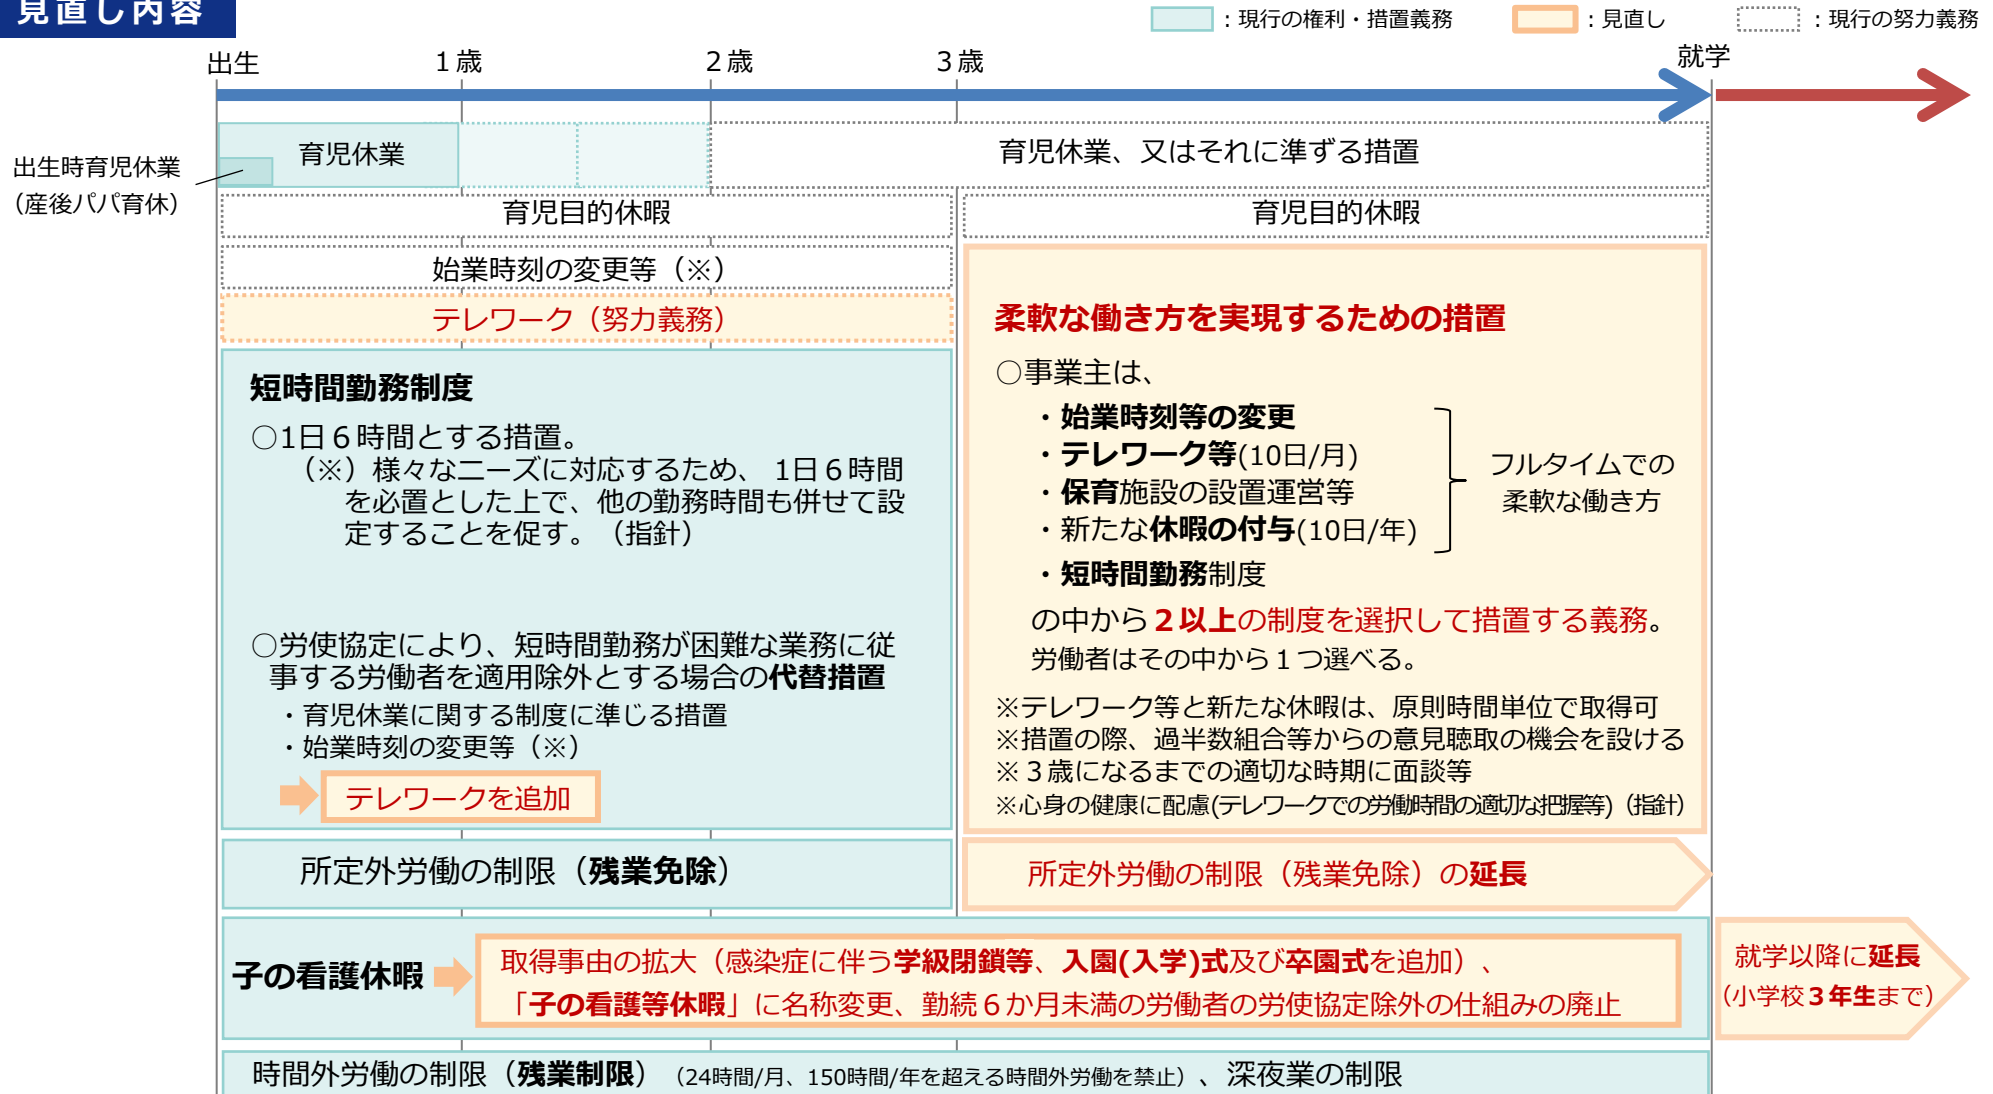 見直し内容
：現行の権利・措置義務
：見直し
：現行の努力義務
出生
１歳
２歳
３歳
就学
出生時育児休業
（産後パパ育休）
育児休業
育児休業、又はそれに準ずる措置
育児目的休暇
育児目的休暇
始業時刻の変更等（※）
テレワーク（努力義務）
短時間勤務制度
○1日６時間とする措置。
（※）様々なニーズに対応するため、 1日６時間
を必置とした上で、他の勤務時間も併せて設
定することを促す。（指針）
○労使協定により、短時間勤務が困難な業務に従
事する労働者を適用除外とする場合の代替措置
・育児休業に関する制度に準じる措置
・始業時刻の変更等（※）
テレワークを追加
柔軟な働き方を実現するための措置
○事業主は、
・始業時刻等の変更
・テレワーク等(10日/月)
・保育施設の設置運営等
・新たな休暇の付与(10日/年)
フルタイムでの
柔軟な働き方
・短時間勤務制度
の中から２以上の制度を選択して措置する義務。
労働者はその中から１つ選べる。
※テレワーク等と新たな休暇は、原則時間単位で取得可
※措置の際、過半数組合等からの意見聴取の機会を設ける
※３歳になるまでの適切な時期に面談等
※心身の健康に配慮(テレワークでの労働時間の適切な把握等)（指針）
所定外労働の制限（残業免除）
所定外労働の制限（残業免除）の延長
子の看護休暇
取得事由の拡大（感染症に伴う学級閉鎖等、入園(入学)式及び卒園式を追加）、
「子の看護等休暇」に名称変更、勤続６か月未満の労働者の労使協定除外の仕組みの廃止
就学以降に延長
（小学校３年生まで）
時間外労働の制限（残業制限）（24時間/月、150時間/年を超える時間外労働を禁止）、深夜業の制限